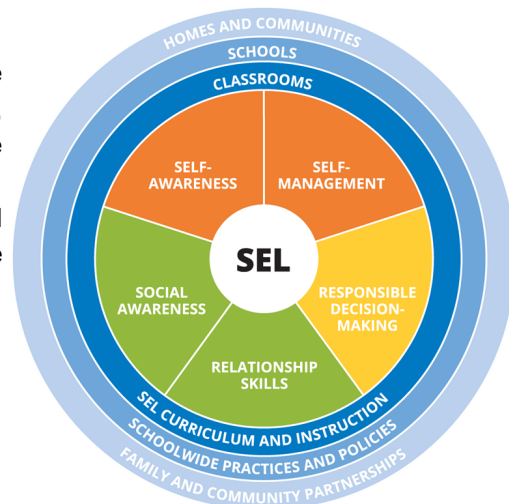 HOMES AND COMMUNITIES
SCHOOLS
CLASSROOMS
SELF-
AWARENESS
SELF-
MANAGEMENT
SEL
SOCIAL
AWARENESS
RESPONSIBLE
DECISION-
MAKING
RELATIONSHIP
SKILLS
SEL CURRICULUM AND INSTRUCTION
SCHOOLWIDE PRACTICES AND POLICIES
FAMILY AND COMMUNITY PARTNERSHIPS